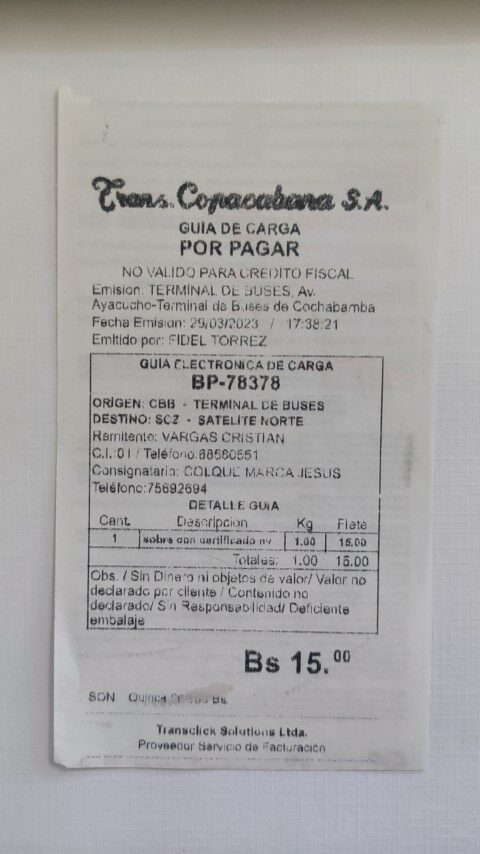 Trans. Copacabana S.A.
GUIA DE CARGA
POR PAGAR
NO VALIDO PARA CREDITO FISCAL
Emision: TERMINAL DE BUSES, Av.
Ayacucho-Terminal de Buses de Cochabamba
Fecha Emision: 29/03/2023 / 17:38:21
Emitido por: FIDEL TORREZ
GUIA ELECTRONICA DE CARGA
BP-78378
ORIGEN: CBB - TERMINAL DE BUSES
DESTINO: SCZ - SATELITE NORTE
Remitente: VARGAS CRISTIAN
C.I.:0 / Teléfono:
Consignatario: COLQUE MARCA JESUS
Teléfono:75692694
DETALLE GUIA
Cant. Descripcion Kg Flete
1 sobre con certificado nv 1.00 15.00
Totales: 1.00 15.00
Obs. / Sin Dinero ni objetos de valor/ Valor no
declarado por cliente / Contenido no
declarado/ Sin Responsabilidad/ Deficiente
embalaje
Bs 15.00
SON Quince Bs.
Transclick Solutions Ltda.
Proveedor Servicio de Facturación